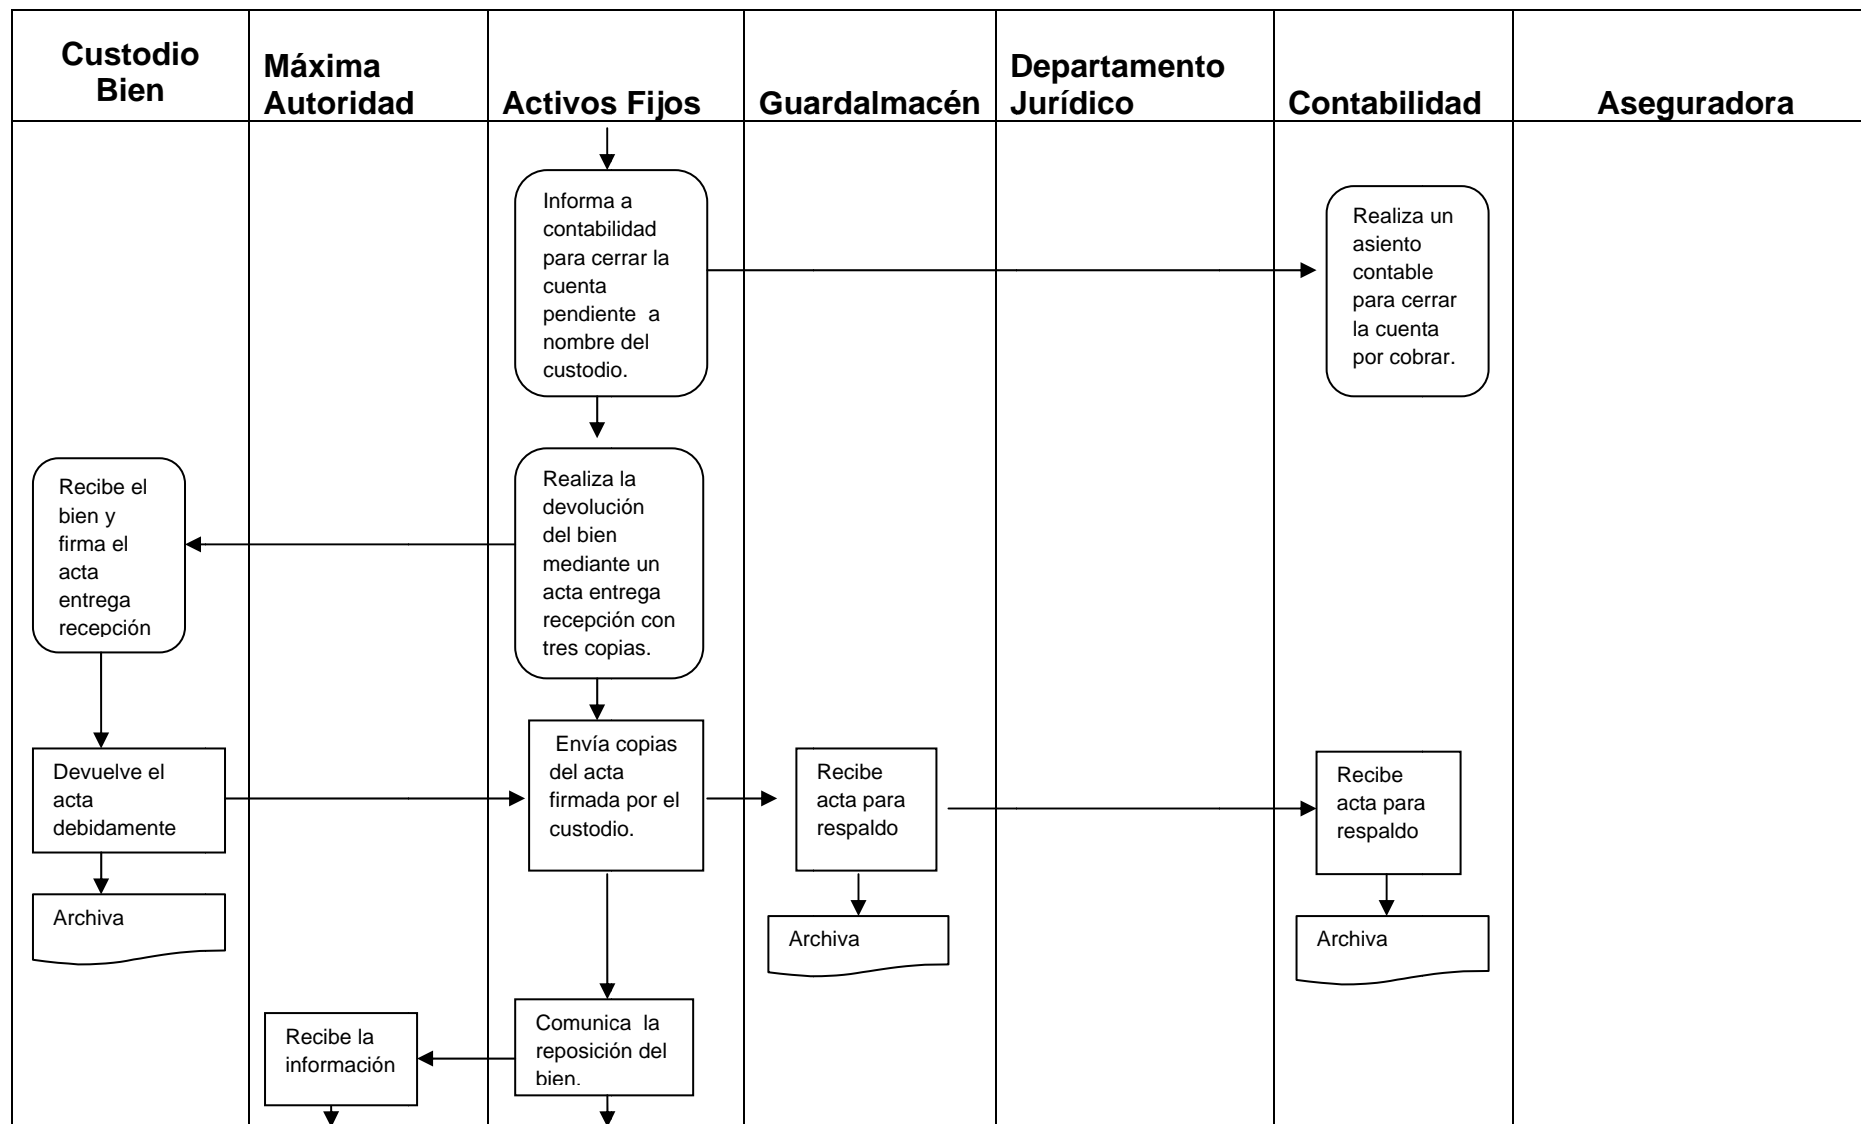 Custodio
Bien
Máxima
Autoridad
Activos Fijos
Guardalmacén
Departamento
Jurídico
Contabilidad
Aseguradora
Informa a
contabilidad
para cerrar la
cuenta
pendiente a
nombre del
custodio.
Realiza un
asiento
contable
para cerrar
la cuenta
por cobrar.
Recibe el
bien y
firma el
acta
entrega
recepción
Realiza la
devolución
del bien
mediante un
acta entrega
recepción con
tres copias.
Devuelve el
acta
debidamente
Envía copias
del acta
firmada por el
custodio.
Recibe
acta para
respaldo
Recibe
acta para
respaldo
Archiva
Archiva
Archiva
Recibe la
información
Comunica la
reposición del
bien.